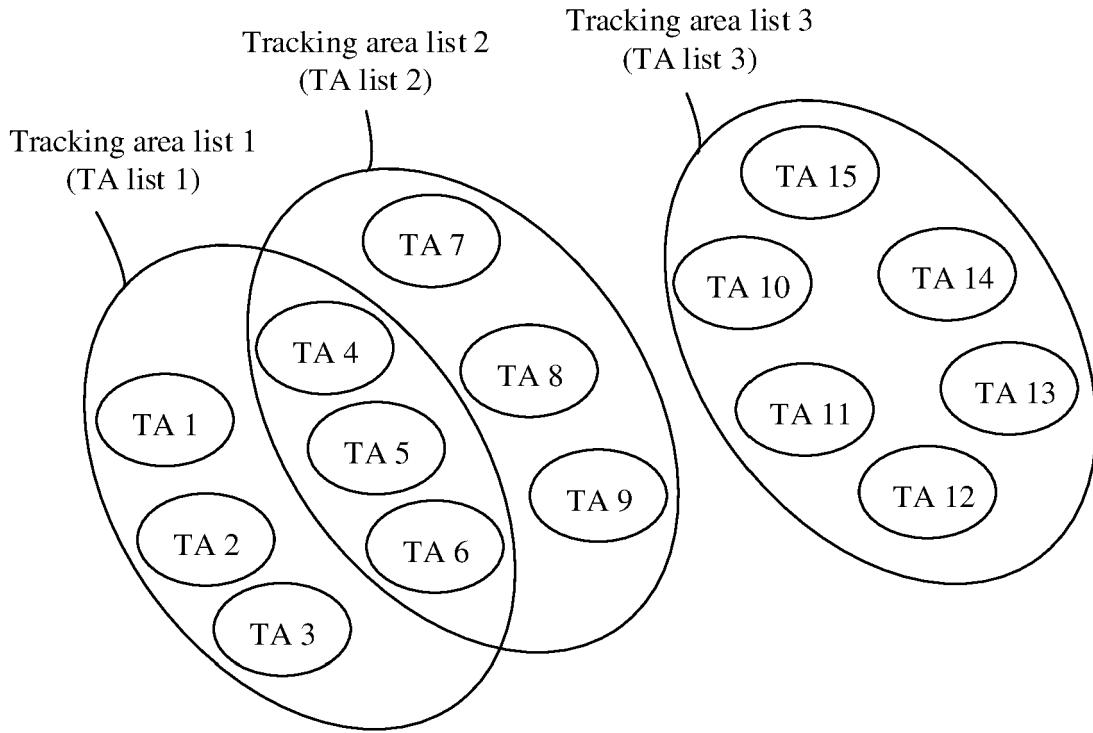 Tracking area list 1
(TA list 1)
Tracking area list 2
(TA list 2)
Tracking area list 3
(TA list 3)
TA 1
TA 2
TA 3
TA 4
TA 5
TA 6
TA 7
TA 8
TA 9
TA 15
TA 10
TA 14
TA 11
TA 13
TA 12